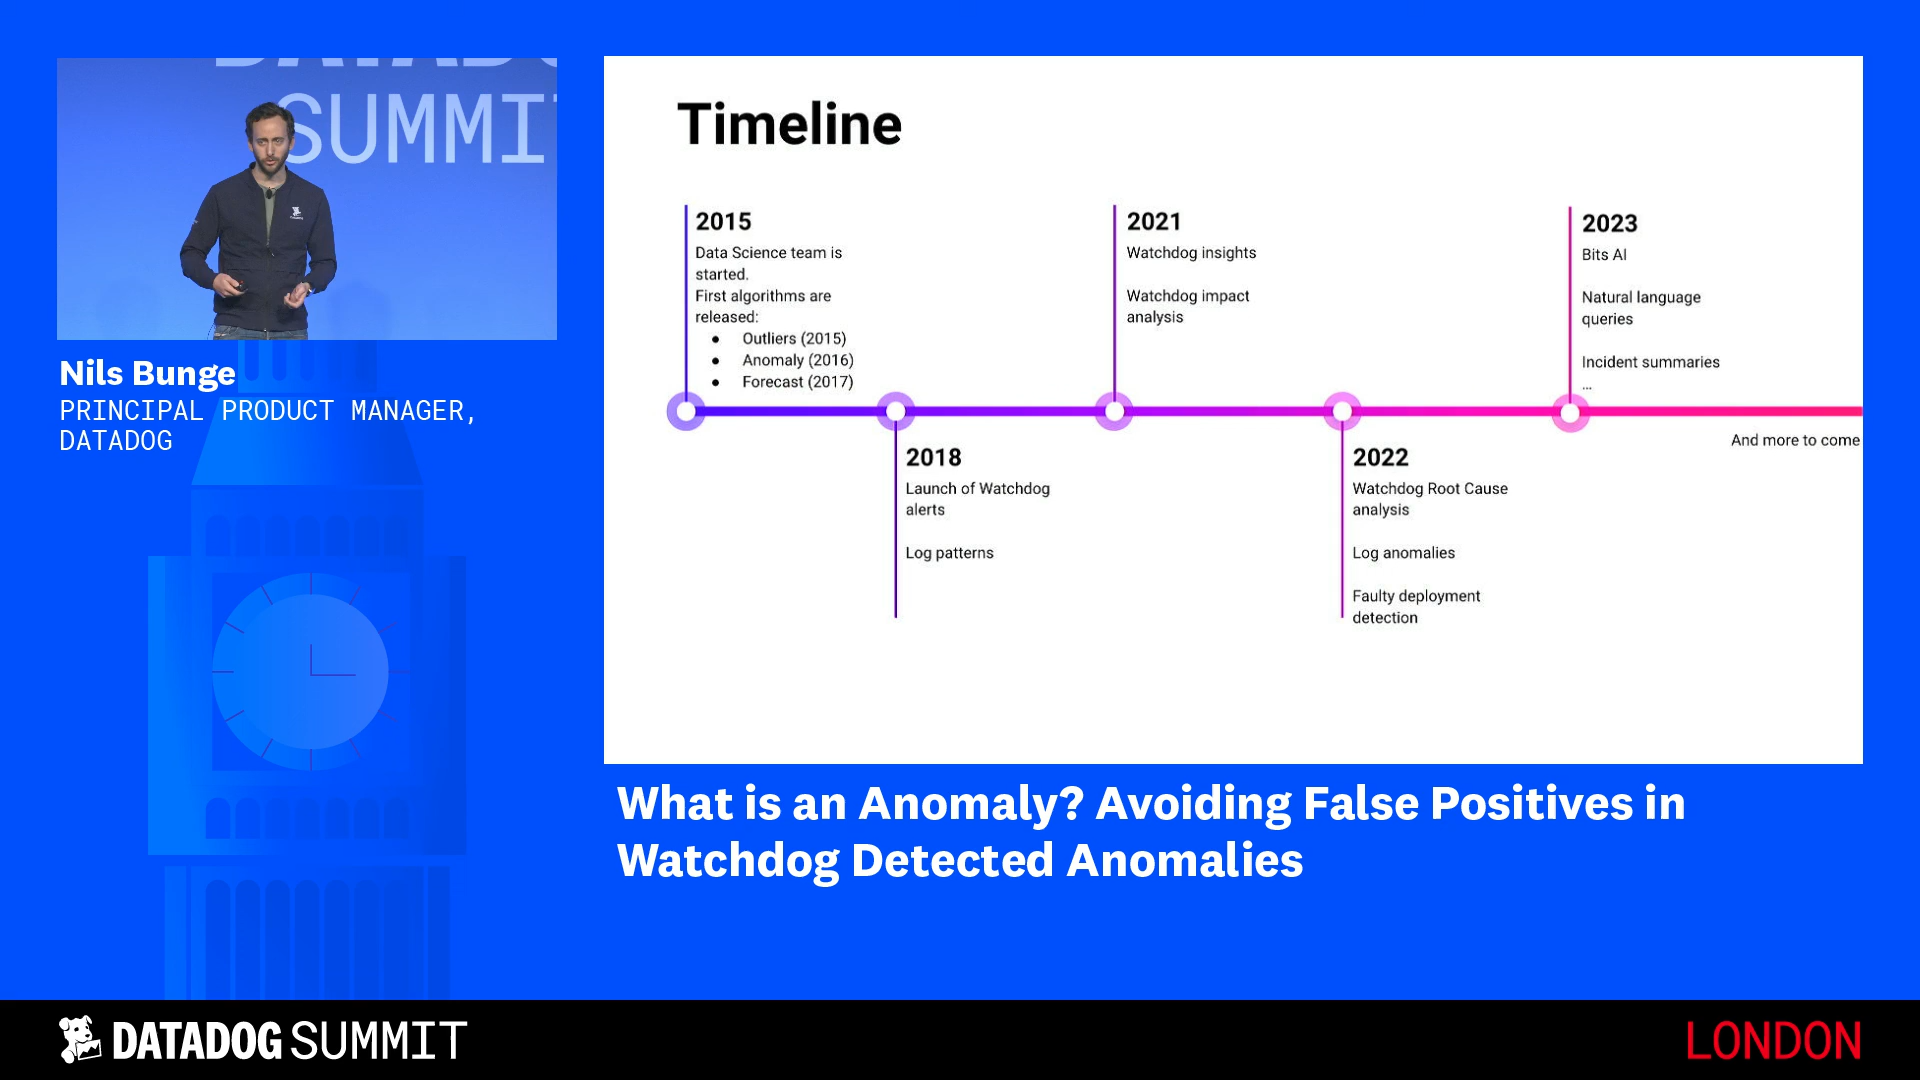 DATADOG
SUMMIT
Nils Bunge
PRINCIPAL PRODUCT MANAGER,
DATADOG
Timeline
2015
Data Science team is
started.
First algorithms are
released:
● Outliers (2015)
● Anomaly (2016)
● Forecast (2017)
2018
Launch of Watchdog
alerts
Log patterns
2021
Watchdog insights
Watchdog impact
analysis
2022
Watchdog Root Cause
analysis
Log anomalies
Faulty deployment
detection
2023
Bits AI
Natural language
queries
Incident summaries
...
And more to come
What is an Anomaly? Avoiding False Positives in
Watchdog Detected Anomalies
DATADOG SUMMIT
LONDON